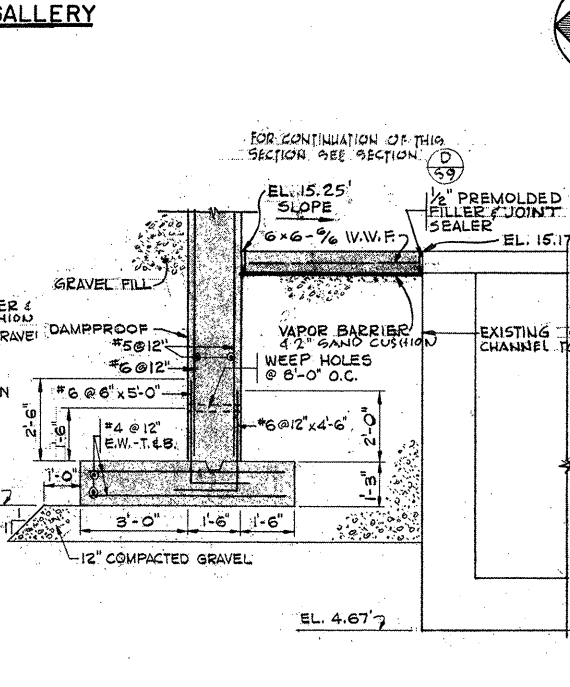 GALLERY
FOR CONTINUATION OF THIS
SECTION SEE SECTION
D
S9
EL. 15.25'
SLOPE
1/2" PREMOLDED
FILLER & JOINT
SEALER
6×6-6/6 W.W.F.
EL. 15.17
GRAVEL FILL
DAMPPROOF
#5@12"
#6@12"
VAPOR BARRIER
& 2" SAND CUSHION
EXISTING
CHANNEL
WEEP HOLES
@ 8'-0" O.C.
#6 @ 6" x 5'-0"
2'-6"
1'-6"
#4 @ 12"
E.W.-T.&B.
#6@12"x4'-6"
2'-0"
1'-0"
1'-3"
3'-0"
1'-6"
1'-6"
12" COMPACTED GRAVEL
EL. 4.67'